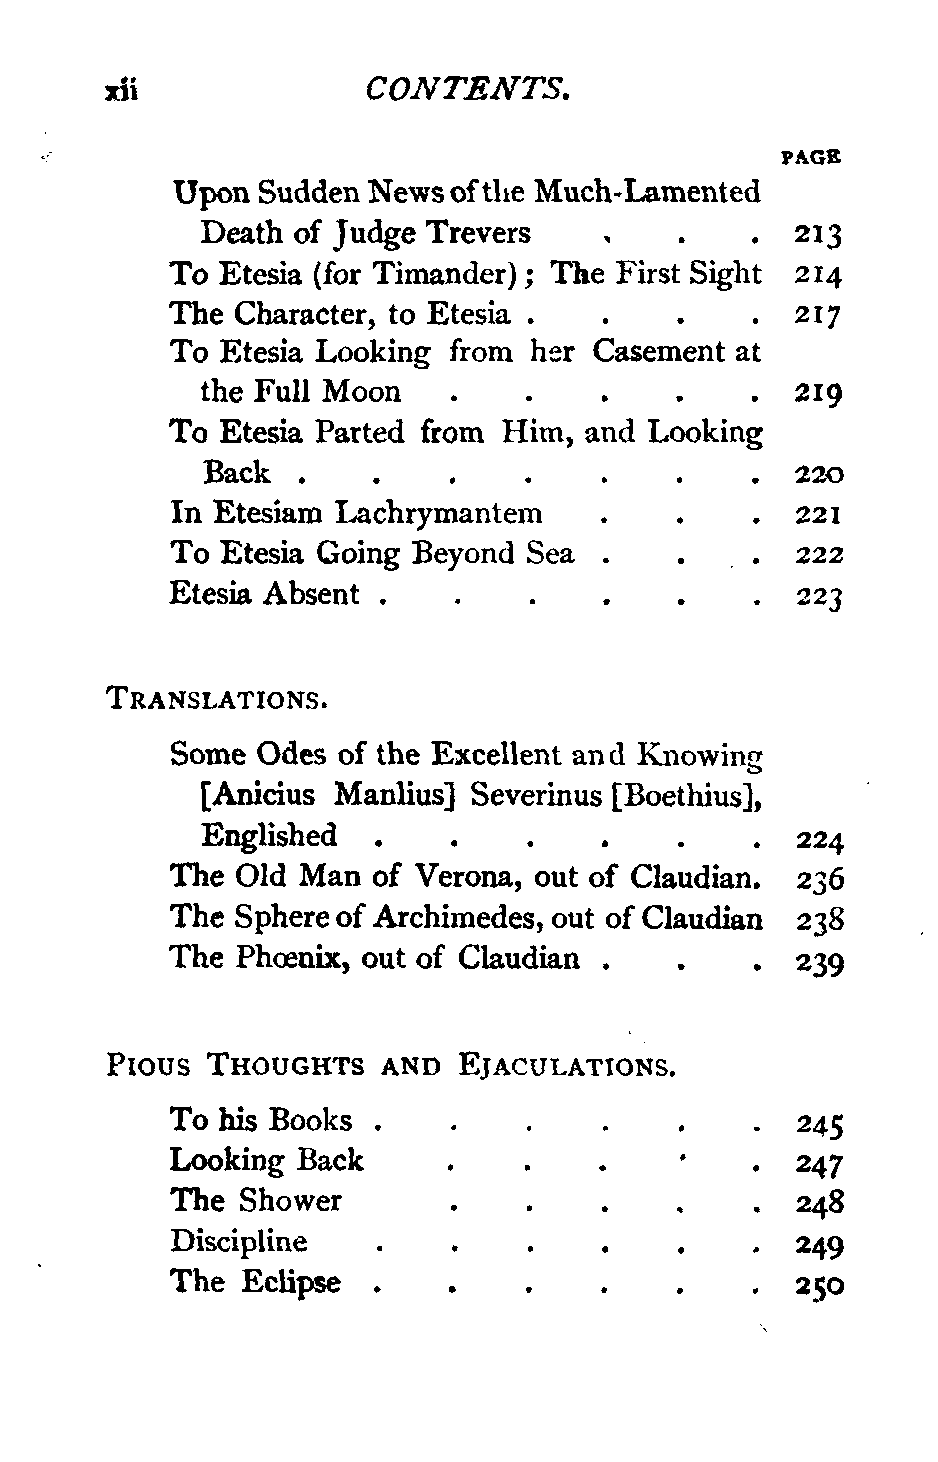 xii CONTENTS.
PAGE
Upon Sudden News of the Much-Lamented
Death of Judge Trevers . . . 213
To Etesia (for Timander) ; The First Sight 214
The Character, to Etesia . . . . 217
To Etesia Looking from her Casement at
the Full Moon . . . . . 219
To Etesia Parted from Him, and Looking
Back . . . . . . . 220
In Etesiam Lachrymantem . . . 221
To Etesia Going Beyond Sea . . . 222
Etesia Absent . . . . . . 223
TRANSLATIONS.
Some Odes of the Excellent and Knowing
[Anicius Manlius] Severinus [Boethius],
Englished . . . . . . 224
The Old Man of Verona, out of Claudian. 236
The Sphere of Archimedes, out of Claudian 238
The Phœnix, out of Claudian . . . 239
PIOUS THOUGHTS AND EJACULATIONS.
To his Books . . . . . . 245
Looking Back . . . . . 247
The Shower . . . . . 248
Discipline . . . . . . 249
The Eclipse . . . . . . 250